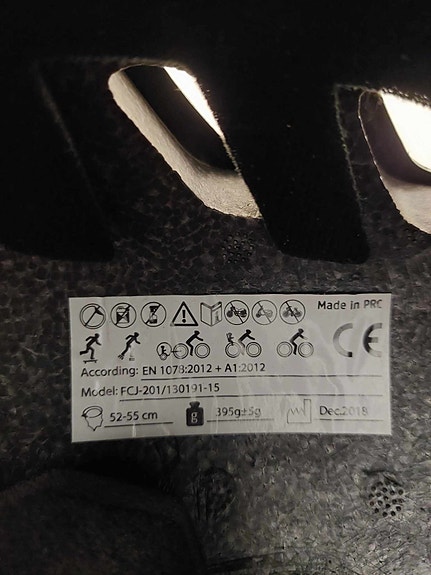 Made in PRC
CE
According: EN 1078:2012 + A1:2012
Model: FCJ-201/130191-15
52-55 cm g 395g±5g Dec.2018